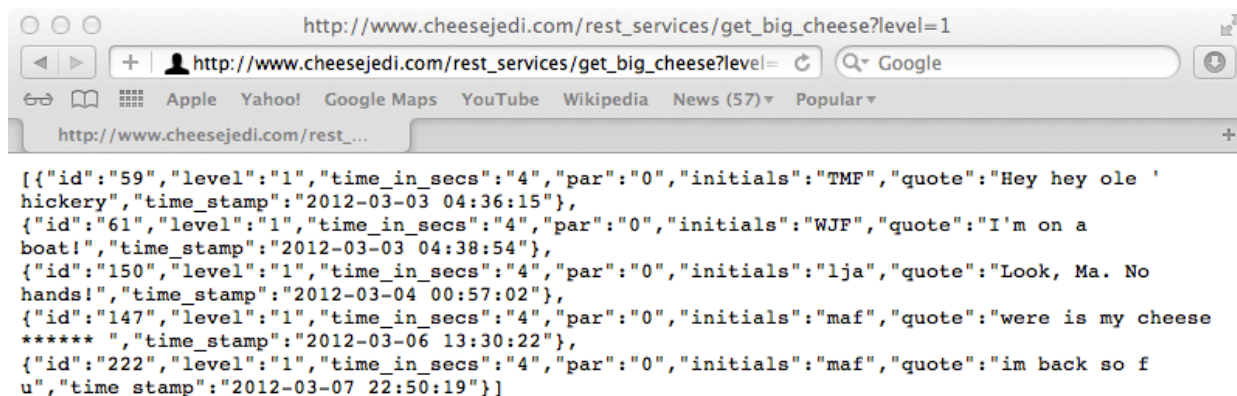 http://www.cheesejedi.com/rest_services/get_big_cheese?level=1
http://www.cheesejedi.com/rest_services/get_big_cheese?level= Google
Apple Yahoo! Google Maps YouTube Wikipedia News (57) Popular
http://www.cheesejedi.com/rest_...
[{"id":"59","level":"1","time_in_secs":"4","par":"0","initials":"TMF","quote":"Hey hey ole '
hickery","time_stamp":"2012-03-03 04:36:15"},
{"id":"61","level":"1","time_in_secs":"4","par":"0","initials":"WJF","quote":"I'm on a
boat!","time_stamp":"2012-03-03 04:38:54"},
{"id":"150","level":"1","time_in_secs":"4","par":"0","initials":"lja","quote":"Look, Ma. No
hands!","time_stamp":"2012-03-04 00:57:02"},
{"id":"147","level":"1","time_in_secs":"4","par":"0","initials":"maf","quote":"were is my cheese
****** ","time_stamp":"2012-03-06 13:30:22"},
{"id":"222","level":"1","time_in_secs":"4","par":"0","initials":"maf","quote":"im back so f
u","time_stamp":"2012-03-07 22:50:19"}]